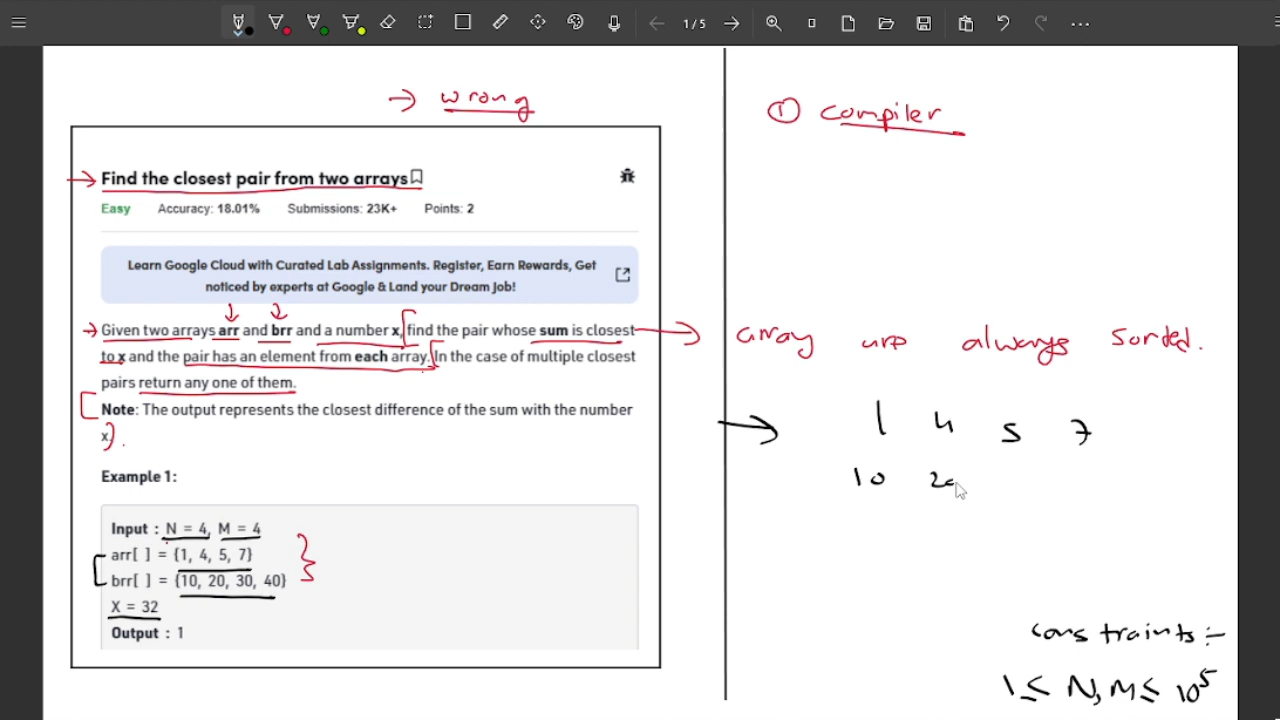 1/5
→ wrong
① compiler
Find the closest pair from two arrays
Easy Accuracy: 18.01% Submissions: 23K+ Points: 2
Learn Google Cloud with Curated Lab Assignments. Register, Earn Rewards, Get
noticed by experts at Google & Land your Dream Job!
Given two arrays arr and brr and a number x, find the pair whose sum is closest
to x and the pair has an element from each array. In the case of multiple closest
pairs return any one of them.
Note: The output represents the closest difference of the sum with the number
x.
Example 1:
Input : N = 4, M = 4
arr[ ] = {1, 4, 5, 7}
brr[ ] = {10, 20, 30, 40}
X = 32
Output : 1
array are always sorted.
1 4 5 7
10 20
constraints :-
1 ≤ N, M ≤ 10⁵